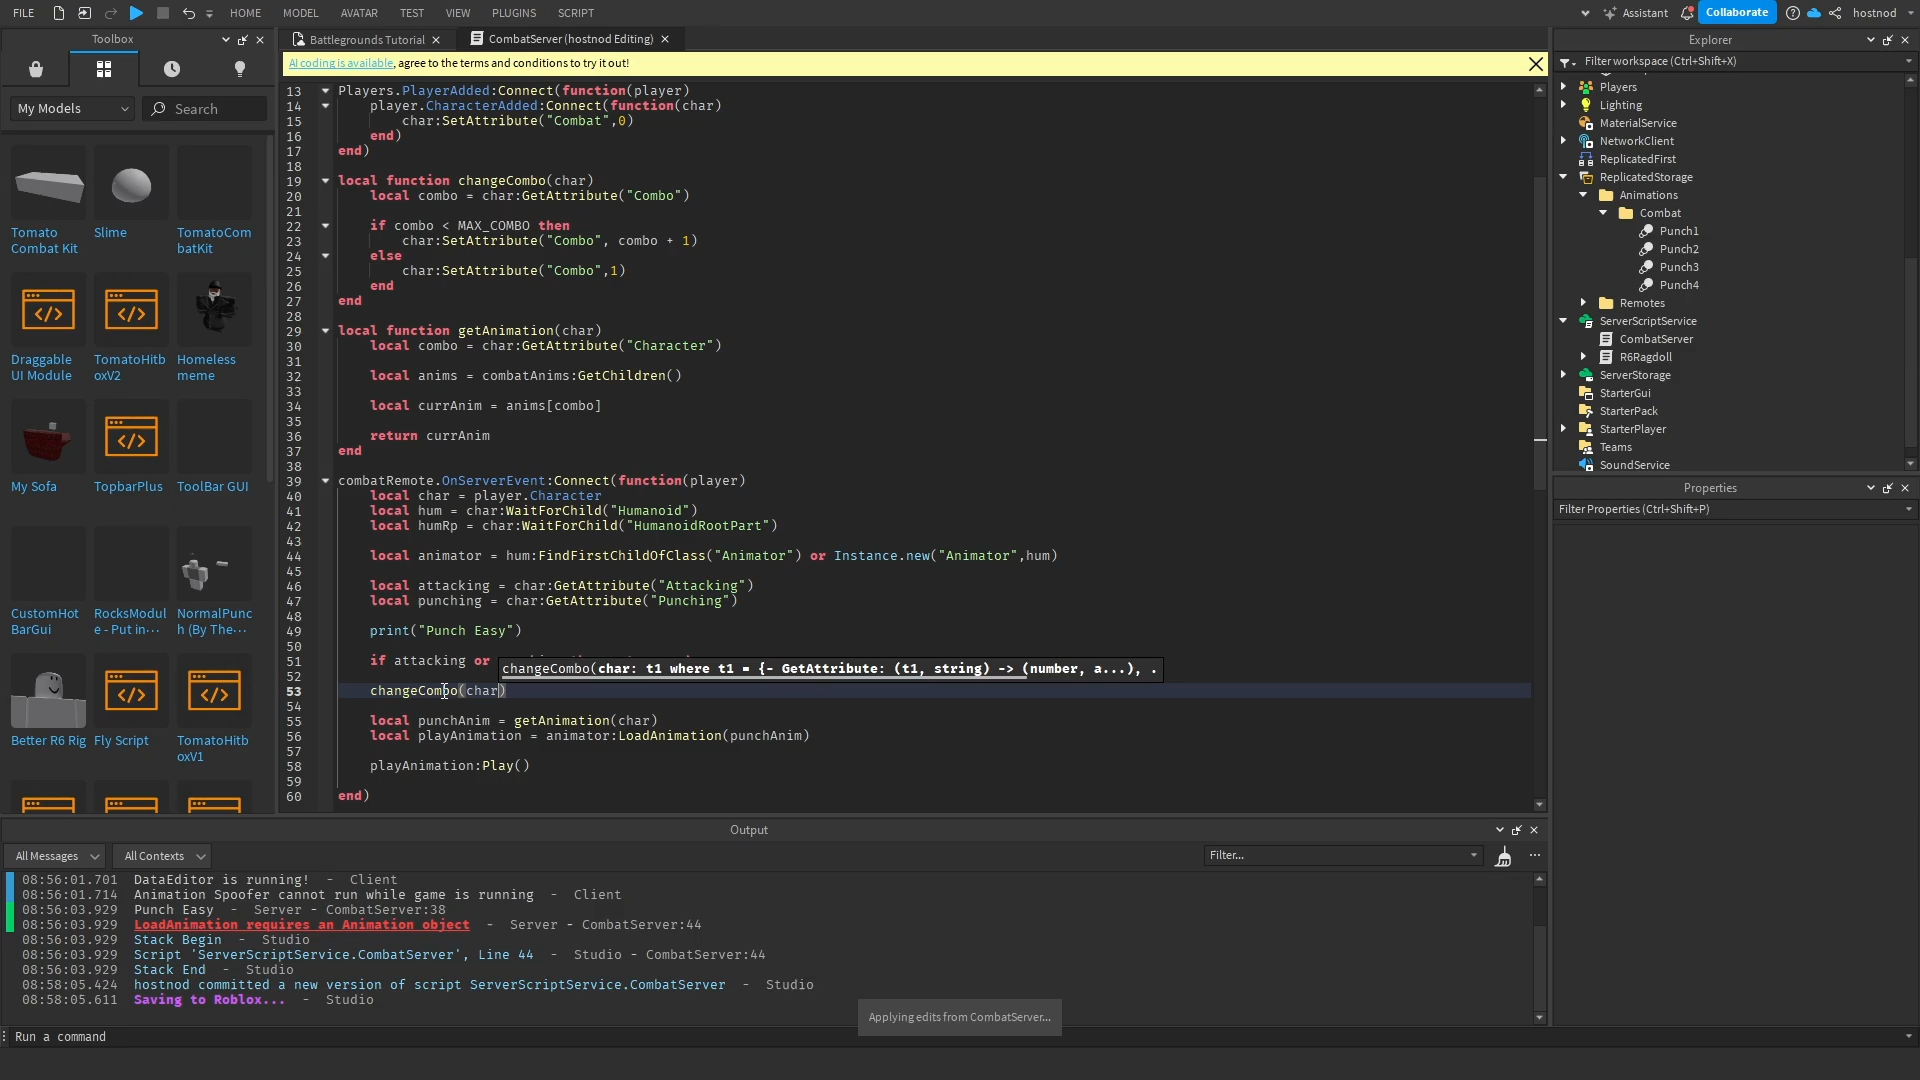 FILE HOME MODEL AVATAR TEST VIEW PLUGINS SCRIPT Assistant Collaborate hostnod
Toolbox
My Models Search
Tomato Combat Kit
Slime
TomatoCom batKit
Draggable UI Module
TomatoHitb oxV2
Homeless meme
My Sofa
TopbarPlus
ToolBar GUI
CustomHot BarGui
RocksModul e - Put in···
NormalPunc h (By The···
Better R6 Rig
Fly Script
TomatoHitb oxV1
Battlegrounds Tutorial CombatServer (hostnod Editing)
AI coding is available, agree to the terms and conditions to try it out!
13 Players.PlayerAdded:Connect(function(player)
14 player.CharacterAdded:Connect(function(char)
15 char:SetAttribute("Combat",0)
16 end)
17 end)
18
19 local function changeCombo(char)
20 local combo = char:GetAttribute("Combo")
21
22 if combo < MAX_COMBO then
23 char:SetAttribute("Combo", combo + 1)
24 else
25 char:SetAttribute("Combo",1)
26 end
27 end
28
29 local function getAnimation(char)
30 local combo = char:GetAttribute("Character")
31
32 local anims = combatAnims:GetChildren()
33
34 local currAnim = anims[combo]
35
36 return currAnim
37 end
38
39 combatRemote.OnServerEvent:Connect(function(player)
40 local char = player.Character
41 local hum = char:WaitForChild("Humanoid")
42 local humRp = char:WaitForChild("HumanoidRootPart")
43
44 local animator = hum:FindFirstChildOfClass("Animator") or Instance.new("Animator",hum)
45
46 local attacking = char:GetAttribute("Attacking")
47 local punching = char:GetAttribute("Punching")
48
49 print("Punch Easy")
50
51 if attacking or
changeCombo(char: t1 where t1 = {- GetAttribute: (t1, string) -> (number, a...), .
52
53 changeCombo(char)
54
55 local punchAnim = getAnimation(char)
56 local playAnimation = animator:LoadAnimation(punchAnim)
57
58 playAnimation:Play()
59
60 end)
Output
All Messages All Contexts Filter...
08:56:01.701 DataEditor is running! - Client
08:56:01.714 Animation Spoofer cannot run while game is running - Client
08:56:03.929 Punch Easy - Server - CombatServer:38
08:56:03.929 LoadAnimation requires an Animation object - Server - CombatServer:44
08:56:03.929 Stack Begin - Studio
08:56:03.929 Script 'ServerScriptService.CombatServer', Line 44 - Studio - CombatServer:44
08:56:03.929 Stack End - Studio
08:58:05.424 hostnod committed a new version of script ServerScriptService.CombatServer - Studio
08:58:05.611 Saving to Roblox... - Studio
Applying edits from CombatServer...
Run a command
Explorer
Filter workspace (Ctrl+Shift+X)
Players
Lighting
MaterialService
NetworkClient
ReplicatedFirst
ReplicatedStorage
Animations
Combat
Punch1
Punch2
Punch3
Punch4
Remotes
ServerScriptService
CombatServer
R6Ragdoll
ServerStorage
StarterGui
StarterPack
StarterPlayer
Teams
SoundService
Properties
Filter Properties (Ctrl+Shift+P)